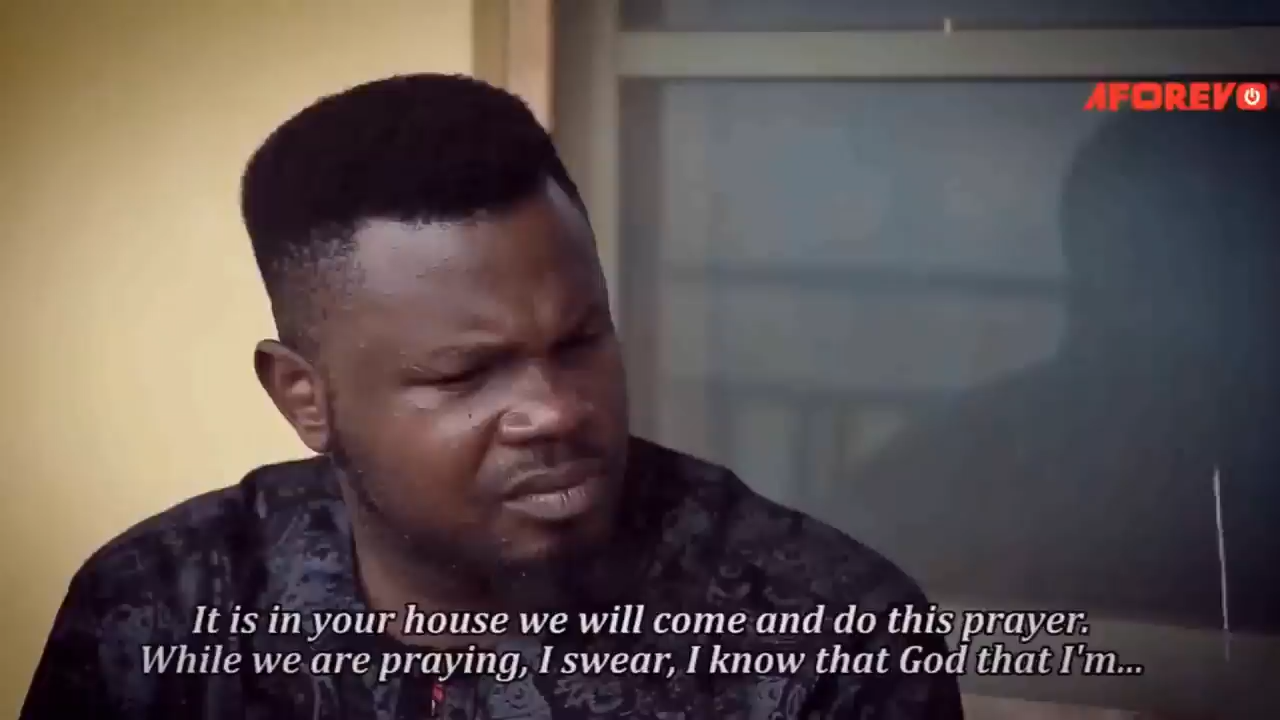 AFOREVO
It is in your house we will come and do this prayer.
While we are praying, I swear, I know that God that I'm...